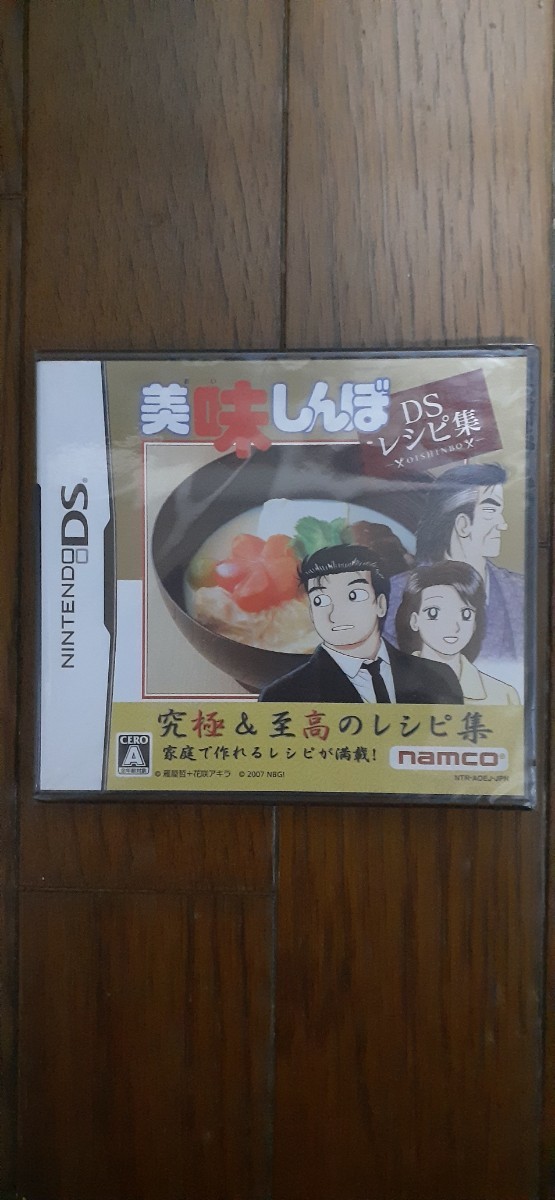 NINTENDO DS®
美味しんぼ
DS
レシピ集
OISHINBO
究極&至高のレシピ集
家庭で作れるレシピが満載!
CERO
A
© 雁屋哲+花咲アキラ © 2007 NBGI
namco®
NTR-AOEJ-JPN